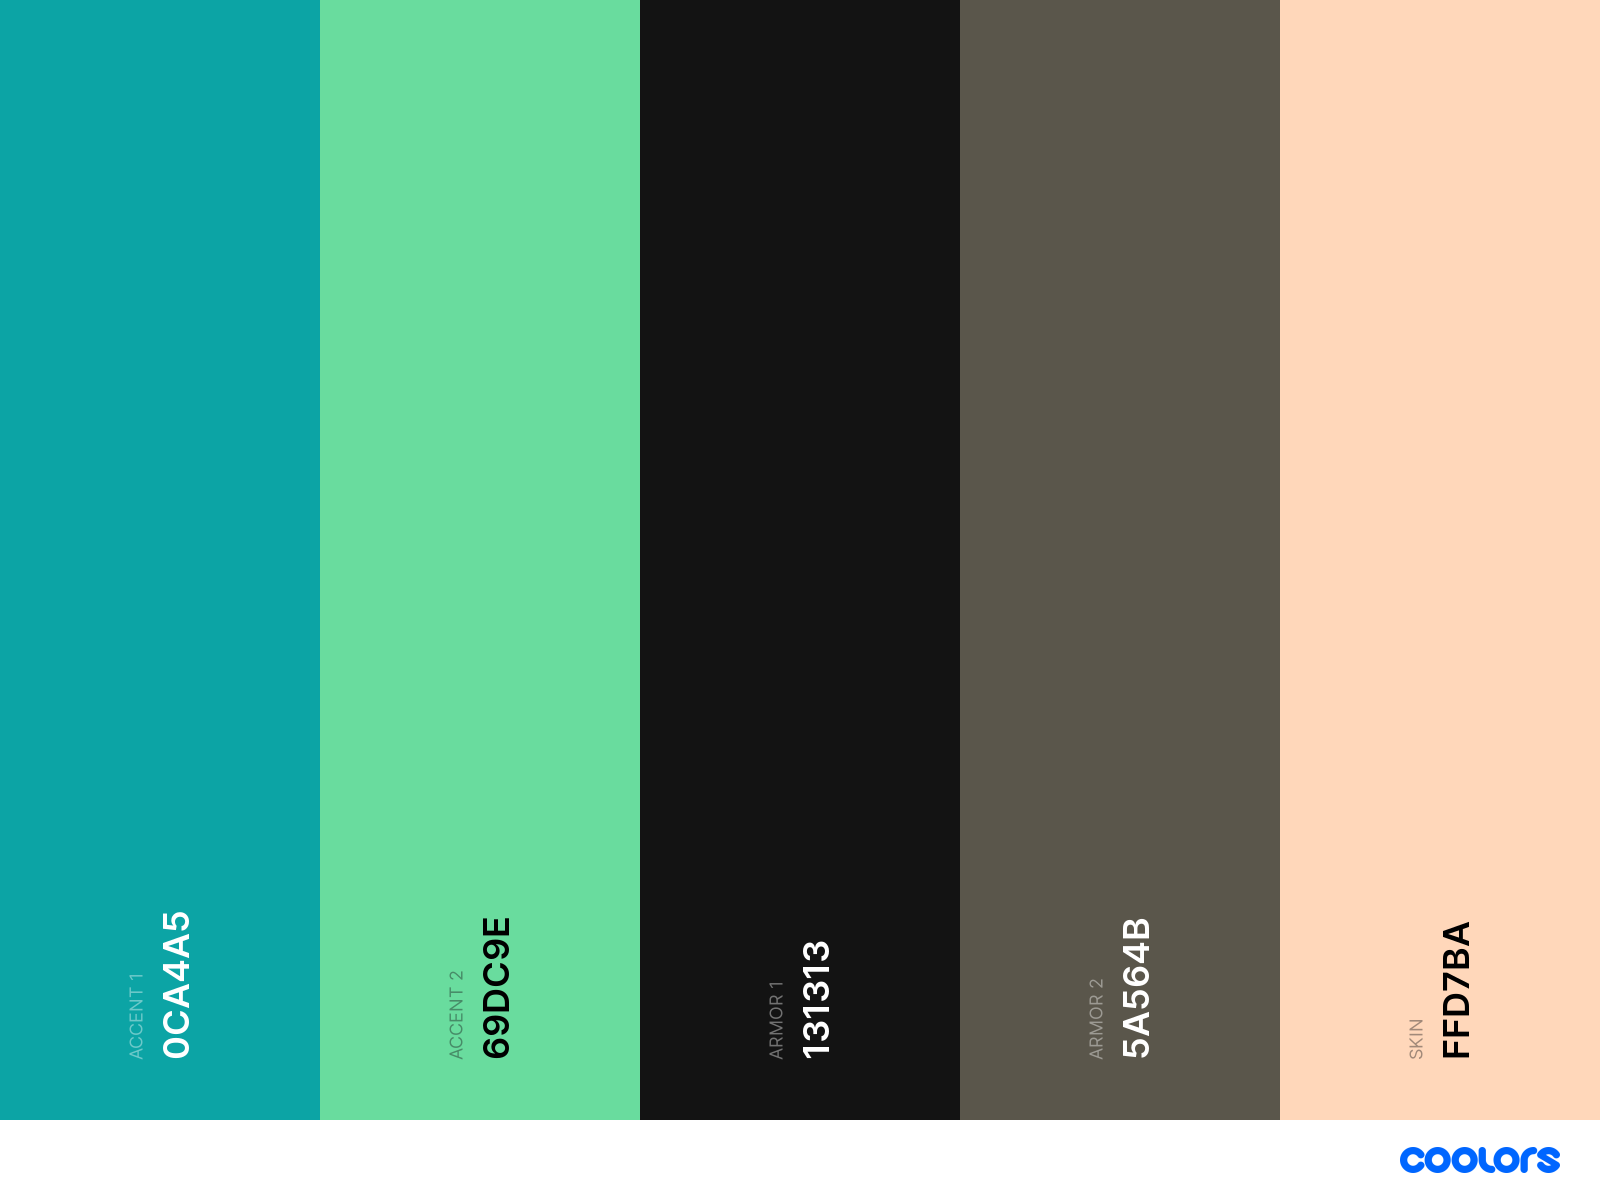 ACCENT 1
0CA4A5
ACCENT 2
69DC9E
ARMOR 1
131313
ARMOR 2
5A564B
SKIN
FFD7BA
coolors